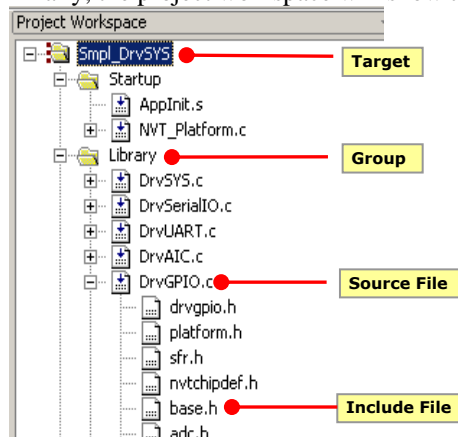 Project Workspace
Smpl_DrvSYS
Target
Startup
AppInit.s
NVT_Platform.c
Library
Group
DrvSYS.c
DrvSerialIO.c
DrvUART.c
DrvAIC.c
DrvGPIO.c
Source File
drvgpio.h
platform.h
sfr.h
nvtchipdef.h
base.h
Include File
adc.h